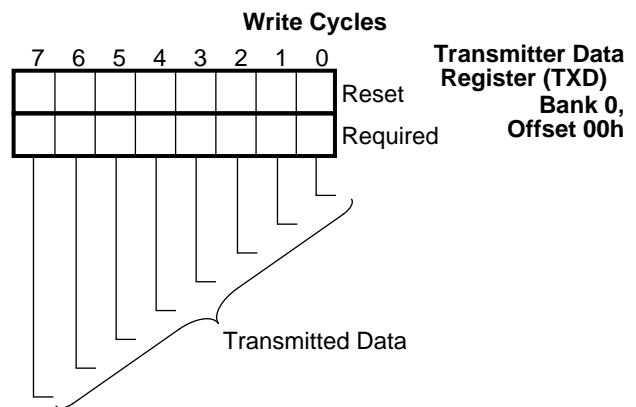 Write Cycles
7 6 5 4 3 2 1 0
Reset
Required
Transmitter Data
Register (TXD)
Bank 0,
Offset 00h
Transmitted Data